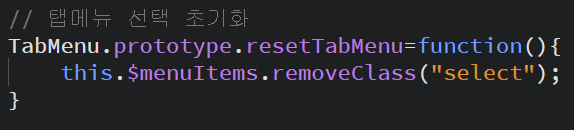 // 탭메뉴 선택 초기화
TabMenu.prototype.resetTabMenu=function(){
    this.$menuItems.removeClass("select");
}